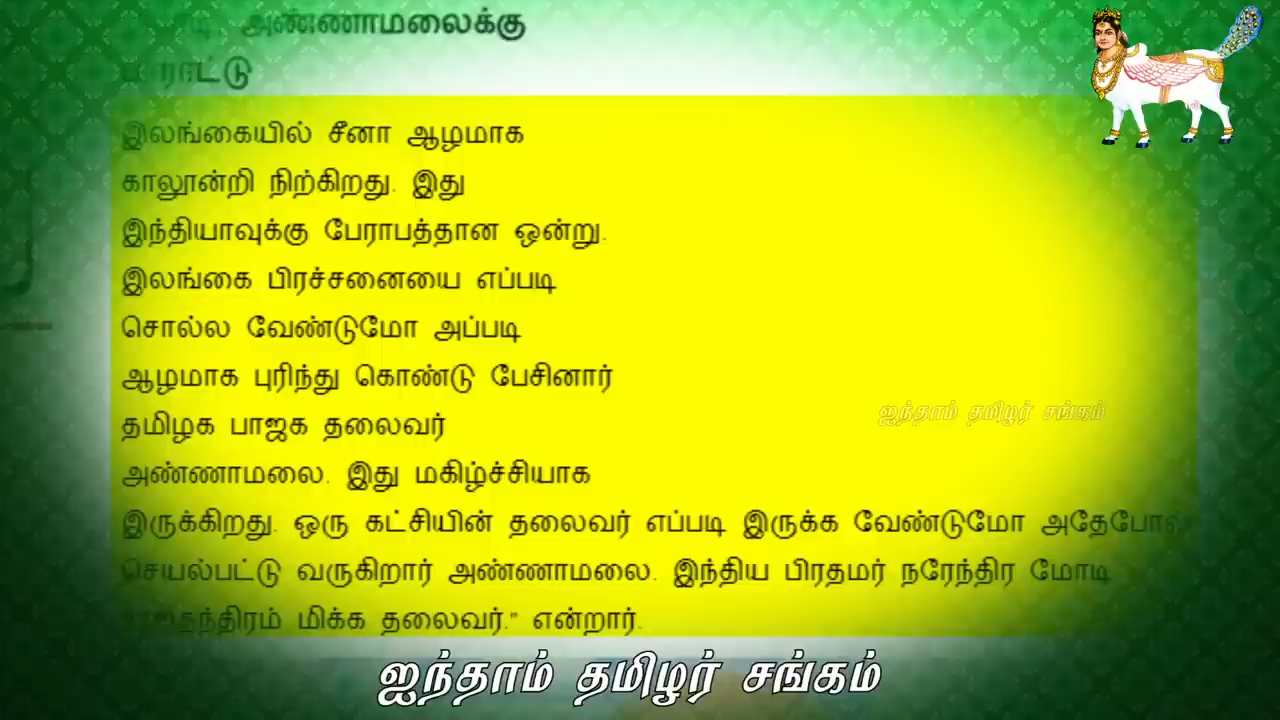 அண்ணாமலைக்கு
இலங்கையில் சீனா ஆழமாக
காலூன்றி நிற்கிறது. இது
இந்தியாவுக்கு பேராபத்தான ஒன்று.
இலங்கை பிரச்சனையை எப்படி
சொல்ல வேண்டுமோ அப்படி
ஆழமாக புரிந்து கொண்டு பேசினார்
தமிழக பாஜக தலைவர்
ஐந்தாம் தமிழர் சங்கம்
அண்ணாமலை. இது மகிழ்ச்சியாக
இருக்கிறது. ஒரு கட்சியின் தலைவர் எப்படி இருக்க வேண்டுமோ அதேபோல்
செயல்பட்டு வருகிறார் அண்ணாமலை. இந்திய பிரதமர் நரேந்திர மோடி
மிக்க தலைவர்." என்றார்.
ஐந்தாம் தமிழர் சங்கம்